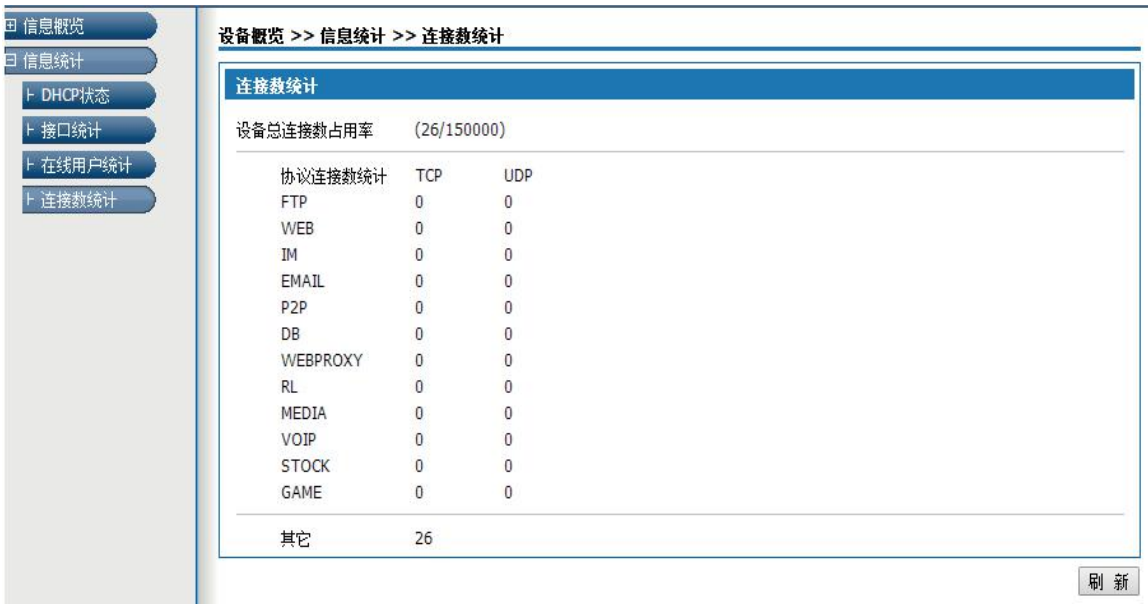 信息概览
信息统计
DHCP状态
接口统计
在线用户统计
连接数统计
设备概览 >> 信息统计 >> 连接数统计
连接数统计
设备总连接数占用率 (26/150000)
协议连接数统计 TCP UDP
FTP 0 0
WEB 0 0
IM 0 0
EMAIL 0 0
P2P 0 0
DB 0 0
WEBPROXY 0 0
RL 0 0
MEDIA 0 0
VOIP 0 0
STOCK 0 0
GAME 0 0
其它 26
刷 新